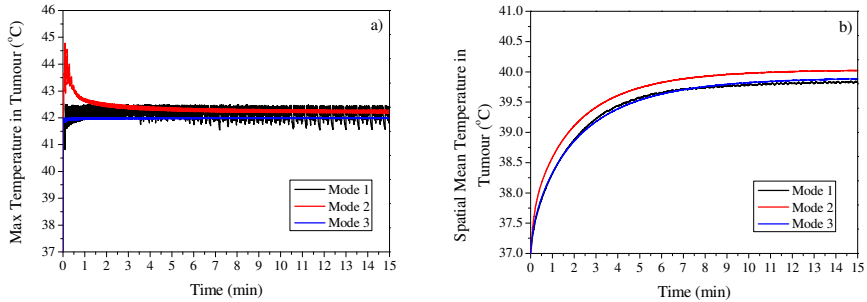 a)
Max Temperature in Tumour (°C)
46
45
44
43
42
41
40
39
38
37
0 1 2 3 4 5 6 7 8 9 10 11 12 13 14 15
Time (min)
Mode 1
Mode 2
Mode 3
b)
Spatial Mean Temperature in
Tumour (°C)
41.0
40.5
40.0
39.5
39.0
38.5
38.0
37.5
37.0
0 1 2 3 4 5 6 7 8 9 10 11 12 13 14 15
Time (min)
Mode 1
Mode 2
Mode 3